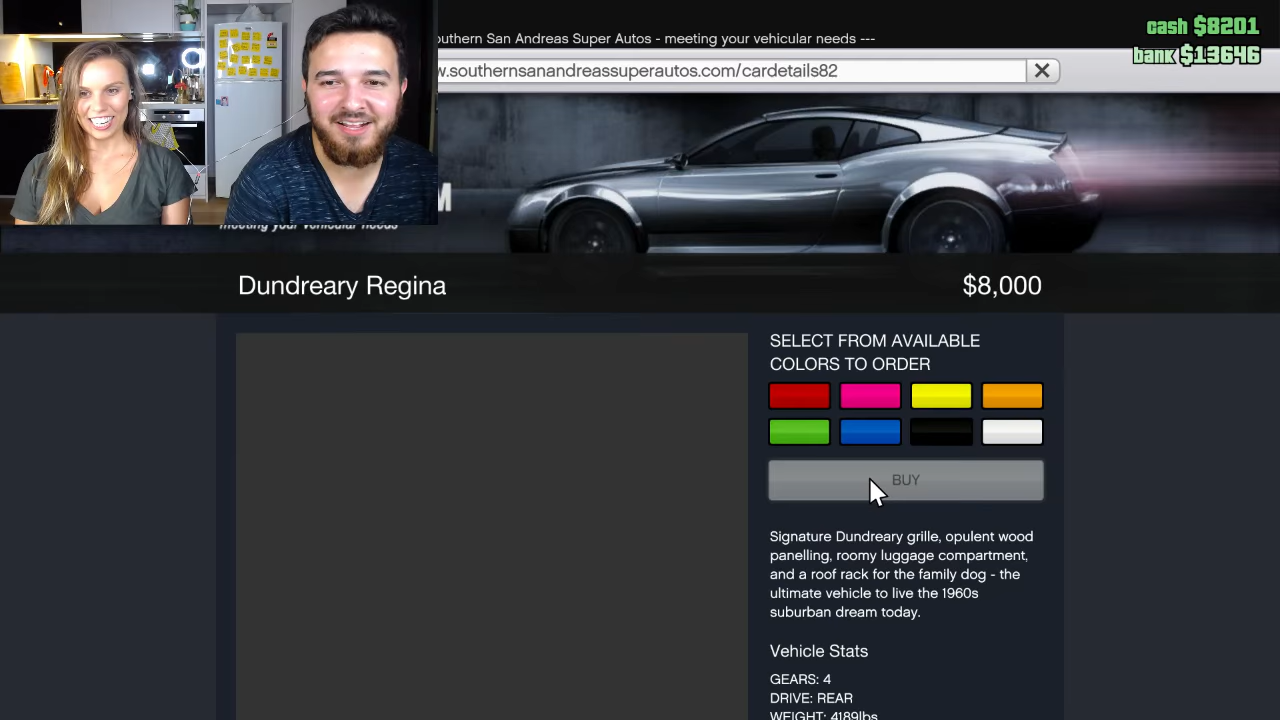 cash $8201
bank $13646
outhern San Andreas Super Autos - meeting your vehicular needs ---
w.southernsanandreassuperautos.com/cardetails82
M
meeting your vehicular needs
Dundreary Regina
$8,000
SELECT FROM AVAILABLE
COLORS TO ORDER
BUY
Signature Dundreary grille, opulent wood
panelling, roomy luggage compartment,
and a roof rack for the family dog - the
ultimate vehicle to live the 1960s
suburban dream today.
Vehicle Stats
GEARS: 4
DRIVE: REAR
WEIGHT: 4189lbs